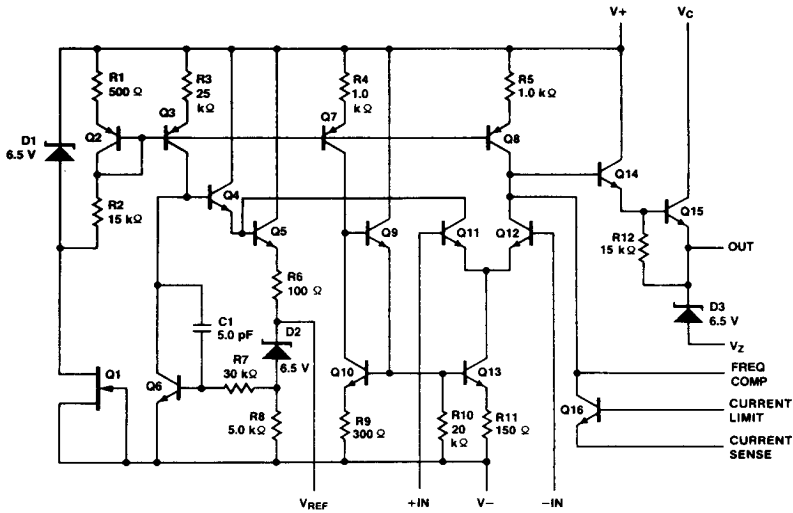 V+
VC
R1
500 Ω
Q3
R3
25
kΩ
R4
1.0
kΩ
R5
1.0 kΩ
D1
6.5 V
Q2
Q7
Q8
Q14
R2
15 kΩ
Q4
Q5
Q9
Q11
Q12
Q15
R12
15 kΩ
OUT
R6
100 Ω
C1
5.0 pF
D2
6.5 V
D3
6.5 V
VZ
R7
30 kΩ
Q1
Q6
Q10
Q13
FREQ
COMP
R8
5.0 kΩ
R9
300 Ω
R10
20
kΩ
R11
150 Ω
Q16
CURRENT
LIMIT
CURRENT
SENSE
VREF
+IN
V−
−IN